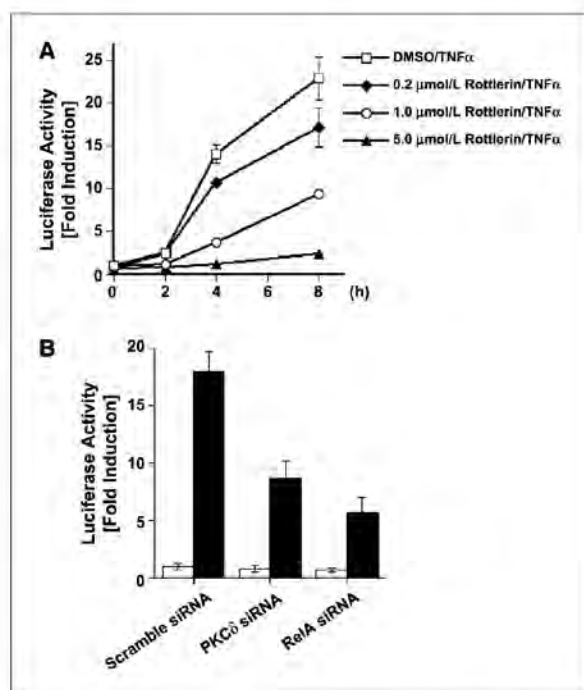 A
Luciferase Activity
[Fold Induction]
25
20
15
10
5
0
0 2 4 6 8 (h)
DMSO/TNFα
0.2 μmol/L Rottlerin/TNFα
1.0 μmol/L Rottlerin/TNFα
5.0 μmol/L Rottlerin/TNFα
B
Luciferase Activity
[Fold Induction]
20
15
10
5
0
Scramble siRNA
PKCδ siRNA
RelA siRNA